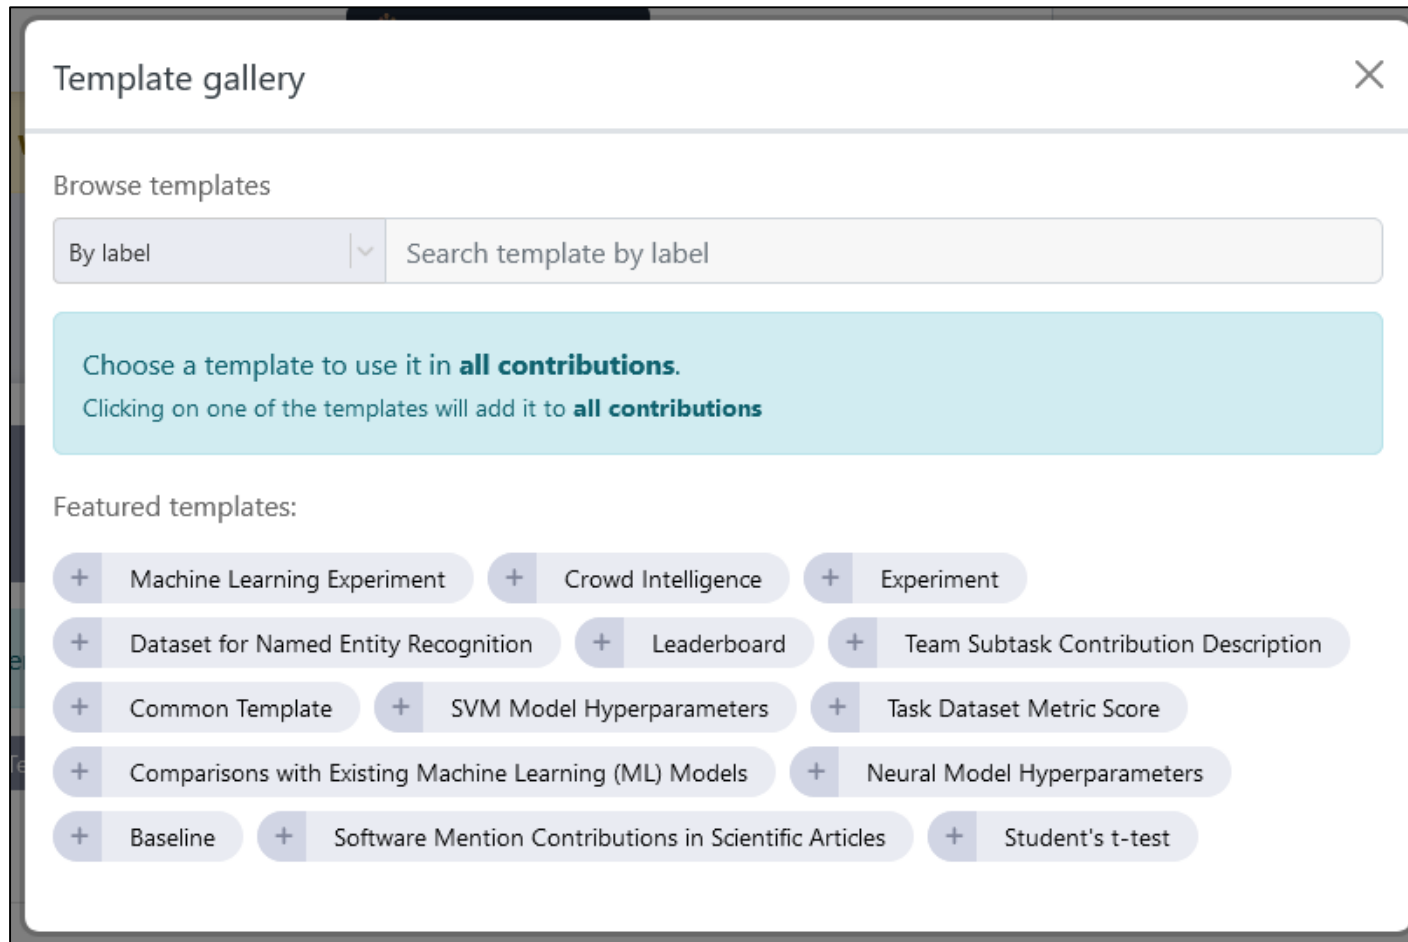 Template gallery
Browse templates
By label Search template by label
Choose a template to use it in all contributions.
Clicking on one of the templates will add it to all contributions
Featured templates:
+ Machine Learning Experiment + Crowd Intelligence + Experiment
+ Dataset for Named Entity Recognition + Leaderboard + Team Subtask Contribution Description
+ Common Template + SVM Model Hyperparameters + Task Dataset Metric Score
+ Comparisons with Existing Machine Learning (ML) Models + Neural Model Hyperparameters
+ Baseline + Software Mention Contributions in Scientific Articles + Student's t-test